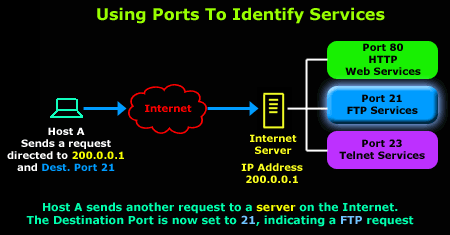 Using Ports To Identify Services
Port 80
HTTP
Web Services
Port 21
FTP Services
Port 23
Telnet Services
Internet
Host A
Sends a request
directed to 200.0.0.1
and Dest. Port 21
Internet
Server
IP Address
200.0.0.1
Host A sends another request to a server on the Internet.
The Destination Port is now set to 21, indicating a FTP request